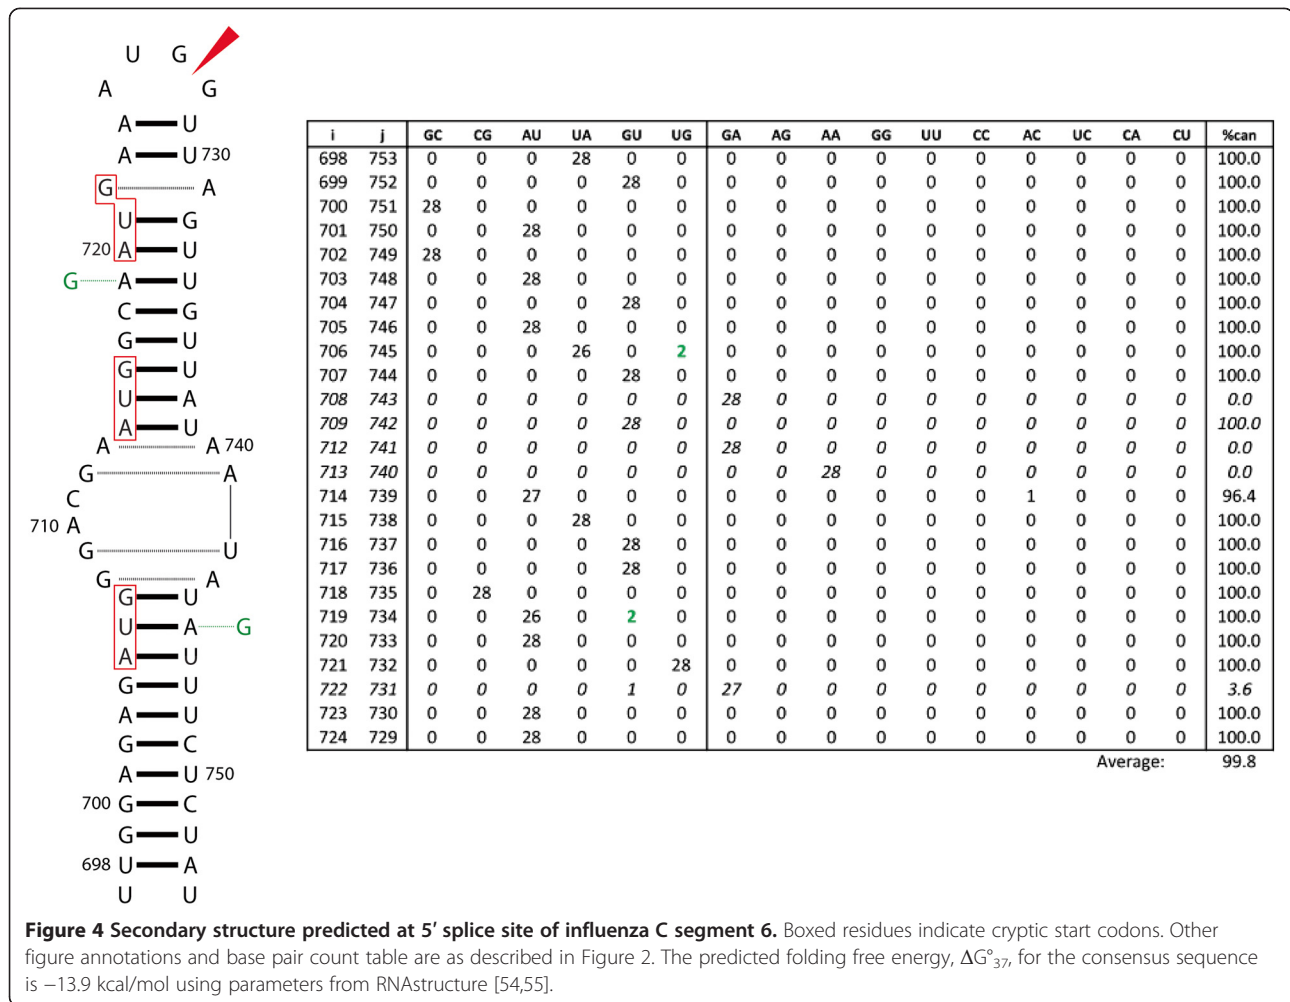 U G
A G
A U
A U 730
G A
U G
720 A U
G A U
C G
G U
G U
U A
A U
A A 740
G A
C
710 A
G U
G A
G U
U A G
A U
G U
A U
G C
A U 750
700 G C
G U
698 U A
U U
i j GC CG AU UA GU UG GA AG AA GG UU CC AC UC CA CU %can
698 753 0 0 0 28 0 0 0 0 0 0 0 0 0 0 0 0 100.0
699 752 0 0 0 0 28 0 0 0 0 0 0 0 0 0 0 0 100.0
700 751 28 0 0 0 0 0 0 0 0 0 0 0 0 0 0 0 100.0
701 750 0 0 28 0 0 0 0 0 0 0 0 0 0 0 0 0 100.0
702 749 28 0 0 0 0 0 0 0 0 0 0 0 0 0 0 0 100.0
703 748 0 0 28 0 0 0 0 0 0 0 0 0 0 0 0 0 100.0
704 747 0 0 0 0 28 0 0 0 0 0 0 0 0 0 0 0 100.0
705 746 0 0 28 0 0 0 0 0 0 0 0 0 0 0 0 0 100.0
706 745 0 0 0 26 0 2 0 0 0 0 0 0 0 0 0 0 100.0
707 744 0 0 0 0 28 0 0 0 0 0 0 0 0 0 0 0 100.0
708 743 0 0 0 0 0 0 28 0 0 0 0 0 0 0 0 0 0.0
709 742 0 0 0 0 28 0 0 0 0 0 0 0 0 0 0 0 100.0
712 741 0 0 0 0 0 0 28 0 0 0 0 0 0 0 0 0 0.0
713 740 0 0 0 0 0 0 0 0 28 0 0 0 0 0 0 0 0.0
714 739 0 0 27 0 0 0 0 0 0 0 0 0 1 0 0 0 96.4
715 738 0 0 0 28 0 0 0 0 0 0 0 0 0 0 0 0 100.0
716 737 0 0 0 0 28 0 0 0 0 0 0 0 0 0 0 0 100.0
717 736 0 0 0 0 28 0 0 0 0 0 0 0 0 0 0 0 100.0
718 735 0 28 0 0 0 0 0 0 0 0 0 0 0 0 0 0 100.0
719 734 0 0 26 0 2 0 0 0 0 0 0 0 0 0 0 0 100.0
720 733 0 0 28 0 0 0 0 0 0 0 0 0 0 0 0 0 100.0
721 732 0 0 0 0 0 28 0 0 0 0 0 0 0 0 0 0 100.0
722 731 0 0 0 0 1 0 27 0 0 0 0 0 0 0 0 0 3.6
723 730 0 0 28 0 0 0 0 0 0 0 0 0 0 0 0 0 100.0
724 729 0 0 28 0 0 0 0 0 0 0 0 0 0 0 0 0 100.0
Average: 99.8
Figure 4 Secondary structure predicted at 5′ splice site of influenza C segment 6. Boxed residues indicate cryptic start codons. Other
figure annotations and base pair count table are as described in Figure 2. The predicted folding free energy, ΔG°37, for the consensus sequence
is −13.9 kcal/mol using parameters from RNAstructure [54,55].